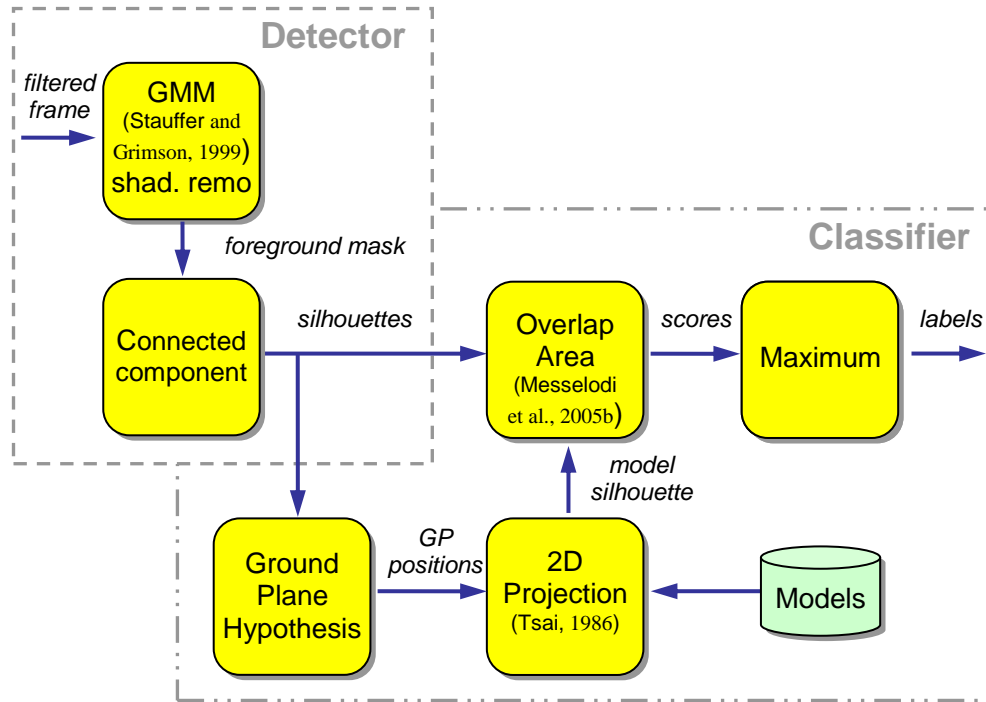 Detector
filtered
frame
GMM
(Stauffer and
Grimson, 1999)
shad. remo
foreground mask
Classifier
Connected
component
silhouettes
Overlap
Area
(Messelodi
et al., 2005b)
scores
Maximum
labels
model
silhouette
Ground
Plane
Hypothesis
GP
positions
2D
Projection
(Tsai, 1986)
Models